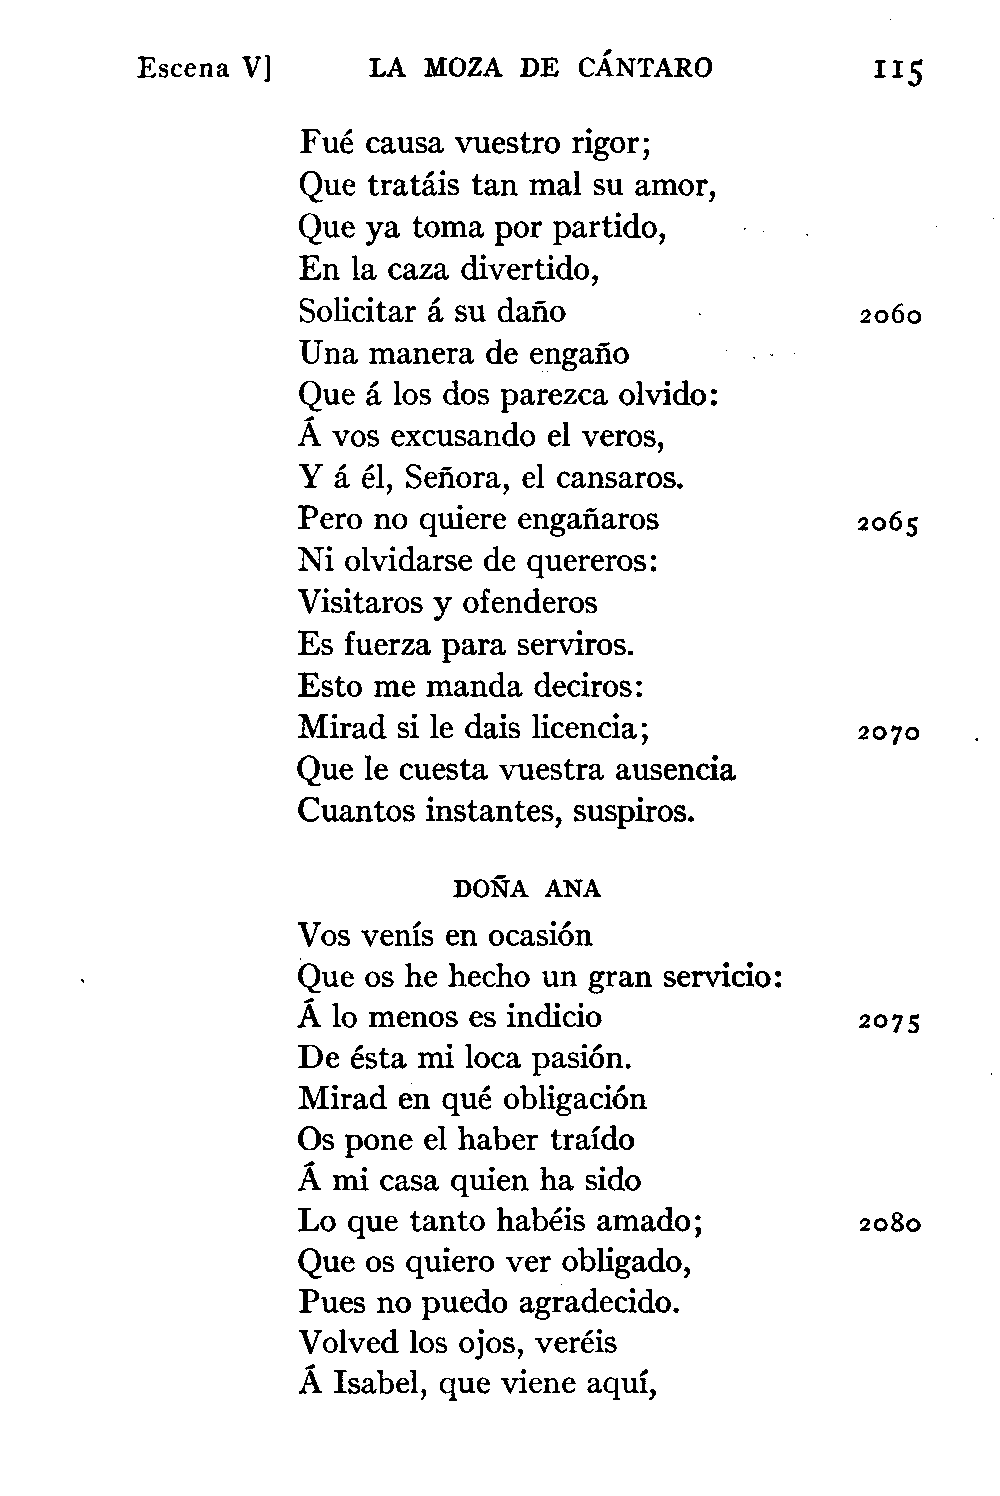 Escena V] LA MOZA DE CÁNTARO 115
Fué causa vuestro rigor;
Que tratáis tan mal su amor,
Que ya toma por partido,
En la caza divertido,
Solicitar á su daño 2060
Una manera de engaño
Que á los dos parezca olvido:
Á vos excusando el veros,
Y á él, Señora, el cansaros.
Pero no quiere engañaros 2065
Ni olvidarse de quereros:
Visitaros y ofenderos
Es fuerza para serviros.
Esto me manda deciros:
Mirad si le dais licencia; 2070
Que le cuesta vuestra ausencia
Cuantos instantes, suspiros.
DOÑA ANA
Vos venís en ocasión
Que os he hecho un gran servicio:
Á lo menos es indicio 2075
De ésta mi loca pasión.
Mirad en qué obligación
Os pone el haber traído
Á mi casa quien ha sido
Lo que tanto habéis amado; 2080
Que os quiero ver obligado,
Pues no puedo agradecido.
Volved los ojos, veréis
Á Isabel, que viene aquí,